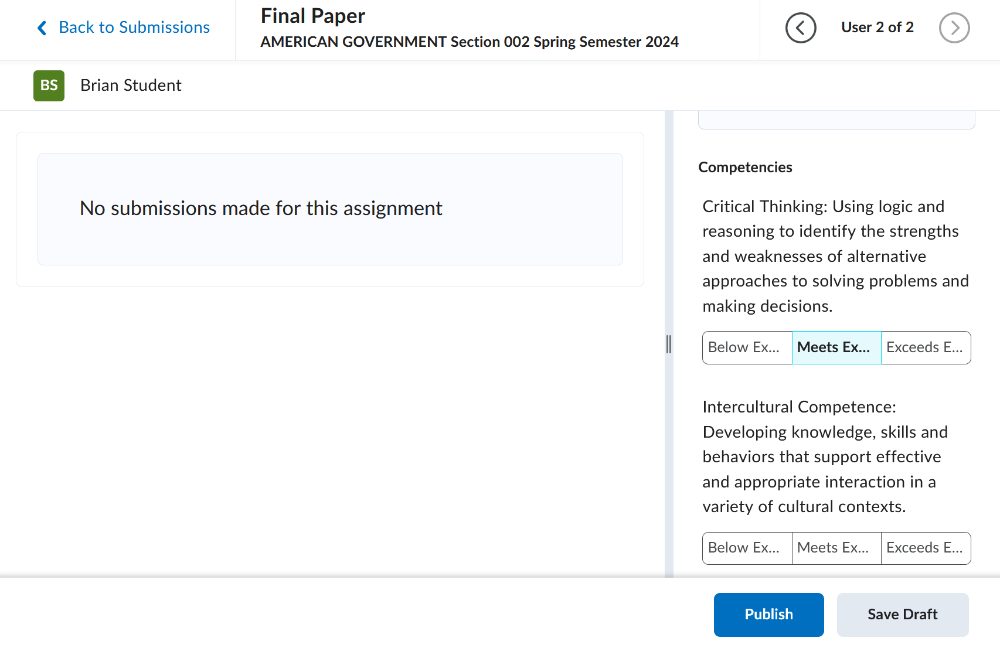 Back to Submissions
Final Paper
AMERICAN GOVERNMENT Section 002 Spring Semester 2024
User 2 of 2
BS
Brian Student
No submissions made for this assignment
Competencies
Critical Thinking: Using logic and
reasoning to identify the strengths
and weaknesses of alternative
approaches to solving problems and
making decisions.
Below Ex...
Meets Ex...
Exceeds E...
Intercultural Competence:
Developing knowledge, skills and
behaviors that support effective
and appropriate interaction in a
variety of cultural contexts.
Below Ex...
Meets Ex...
Exceeds E...
Publish
Save Draft